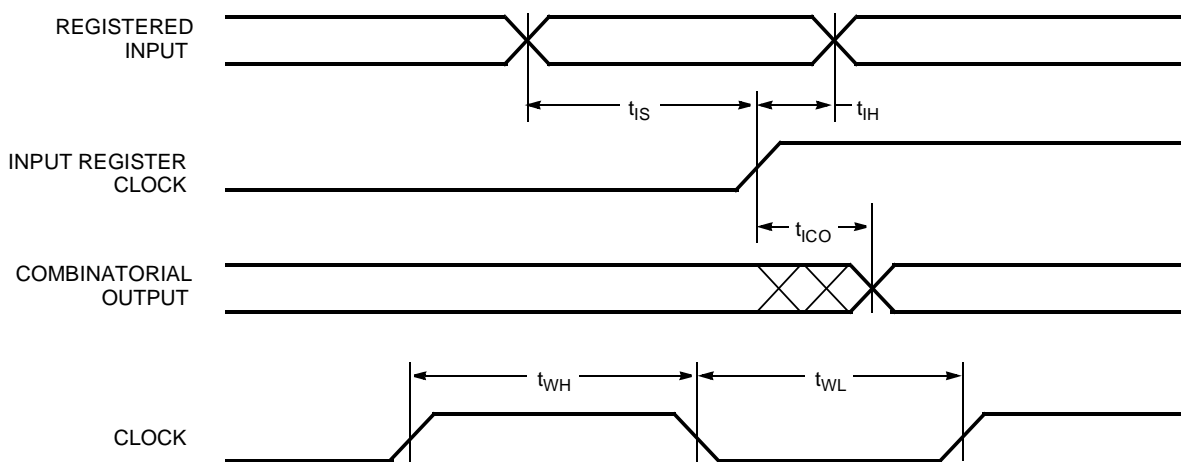 REGISTERED
INPUT
tIS
tIH
INPUT REGISTER
CLOCK
tICO
COMBINATORIAL
OUTPUT
tWH
tWL
CLOCK